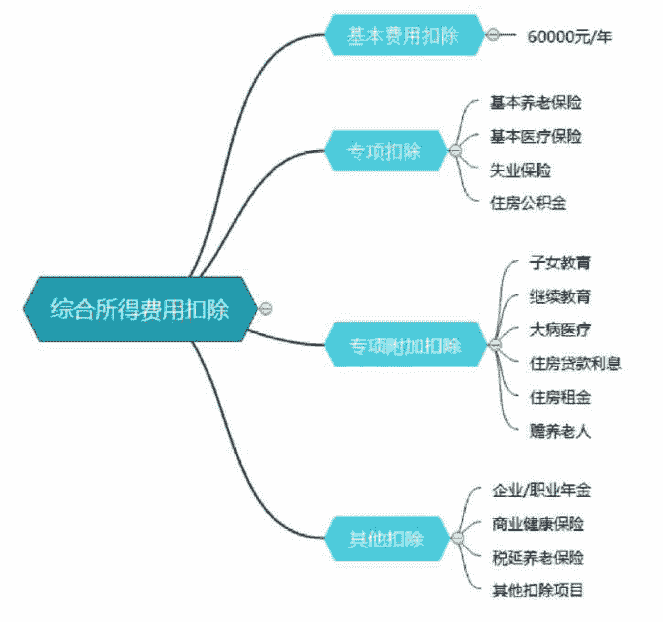 基本费用扣除
60000元/年
专项扣除
基本养老保险
基本医疗保险
失业保险
住房公积金
综合所得费用扣除
专项附加扣除
子女教育
继续教育
大病医疗
住房贷款利息
住房租金
赡养老人
其他扣除
企业/职业年金
商业健康保险
税延养老保险
其他扣除项目